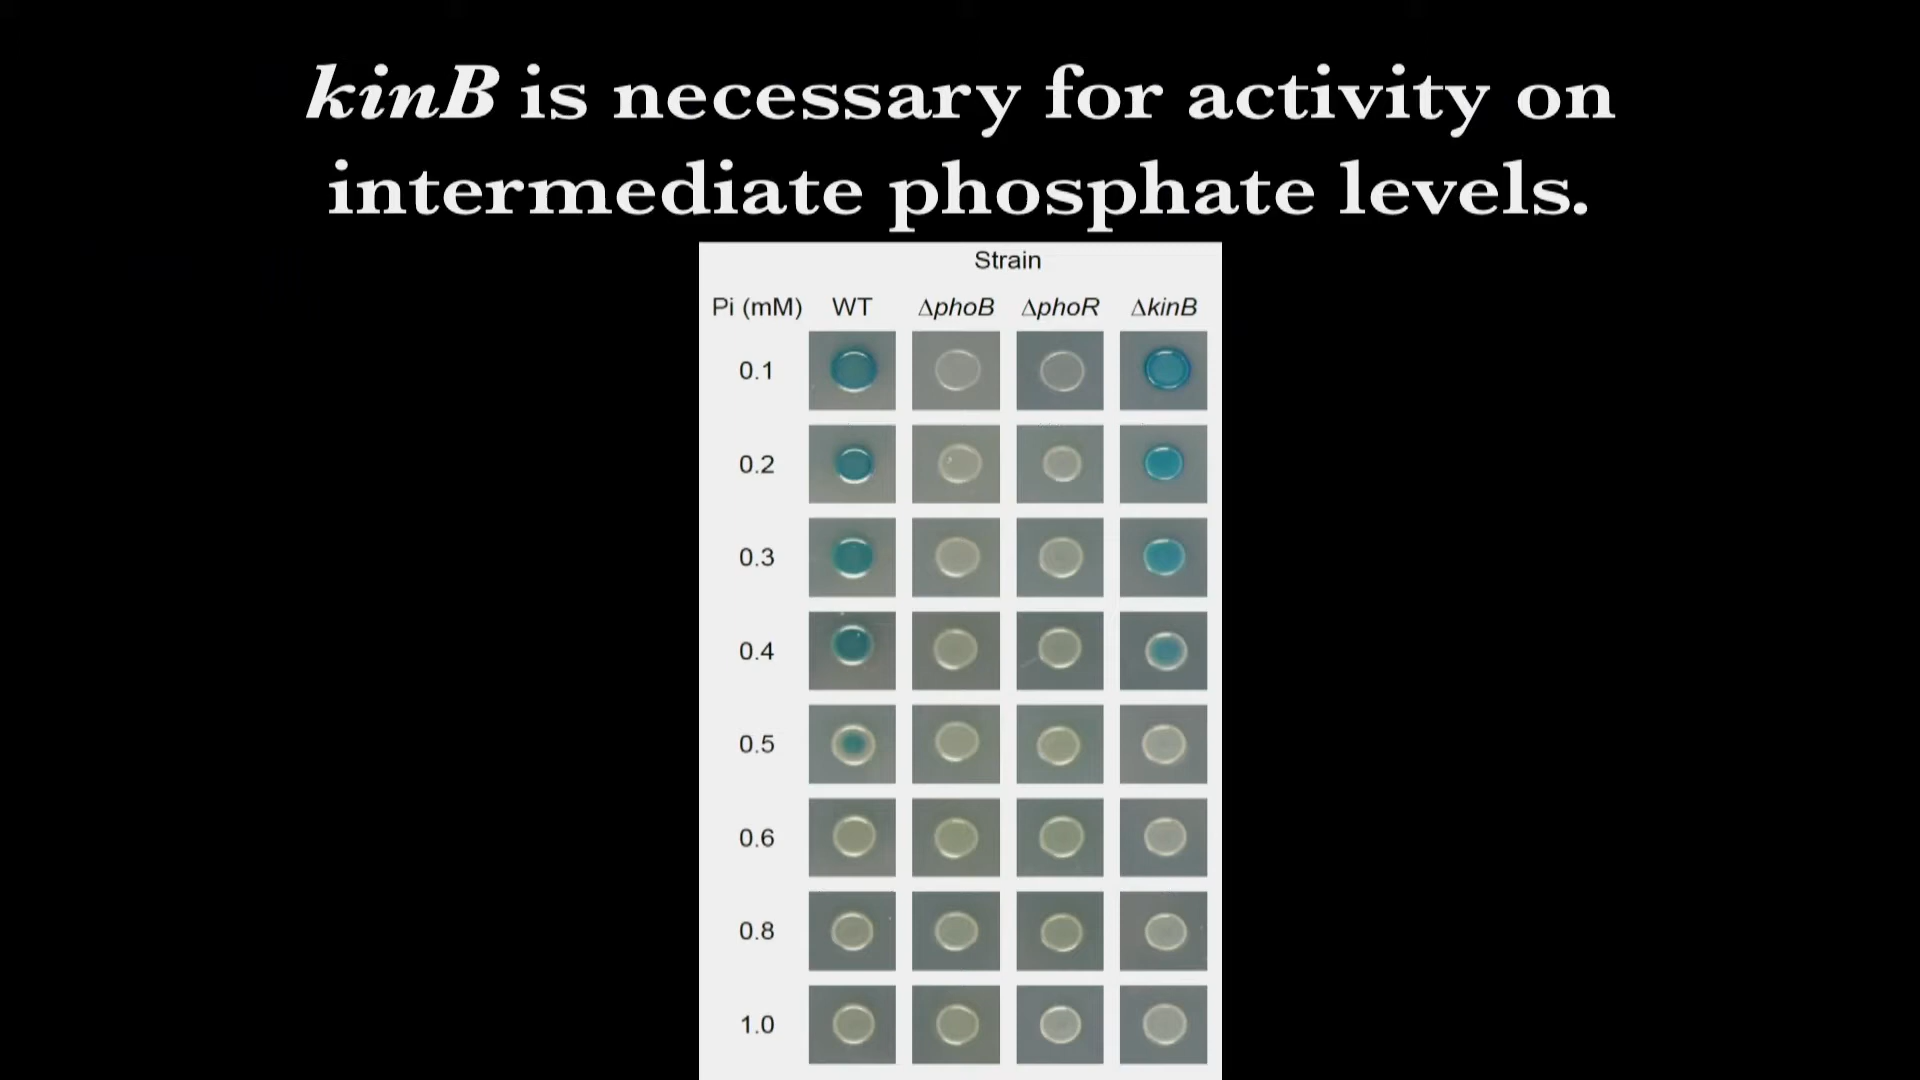 kinB is necessary for activity on
intermediate phosphate levels.
Strain
Pi (mM) WT ΔphoB ΔphoR ΔkinB
0.1
0.2
0.3
0.4
0.5
0.6
0.8
1.0